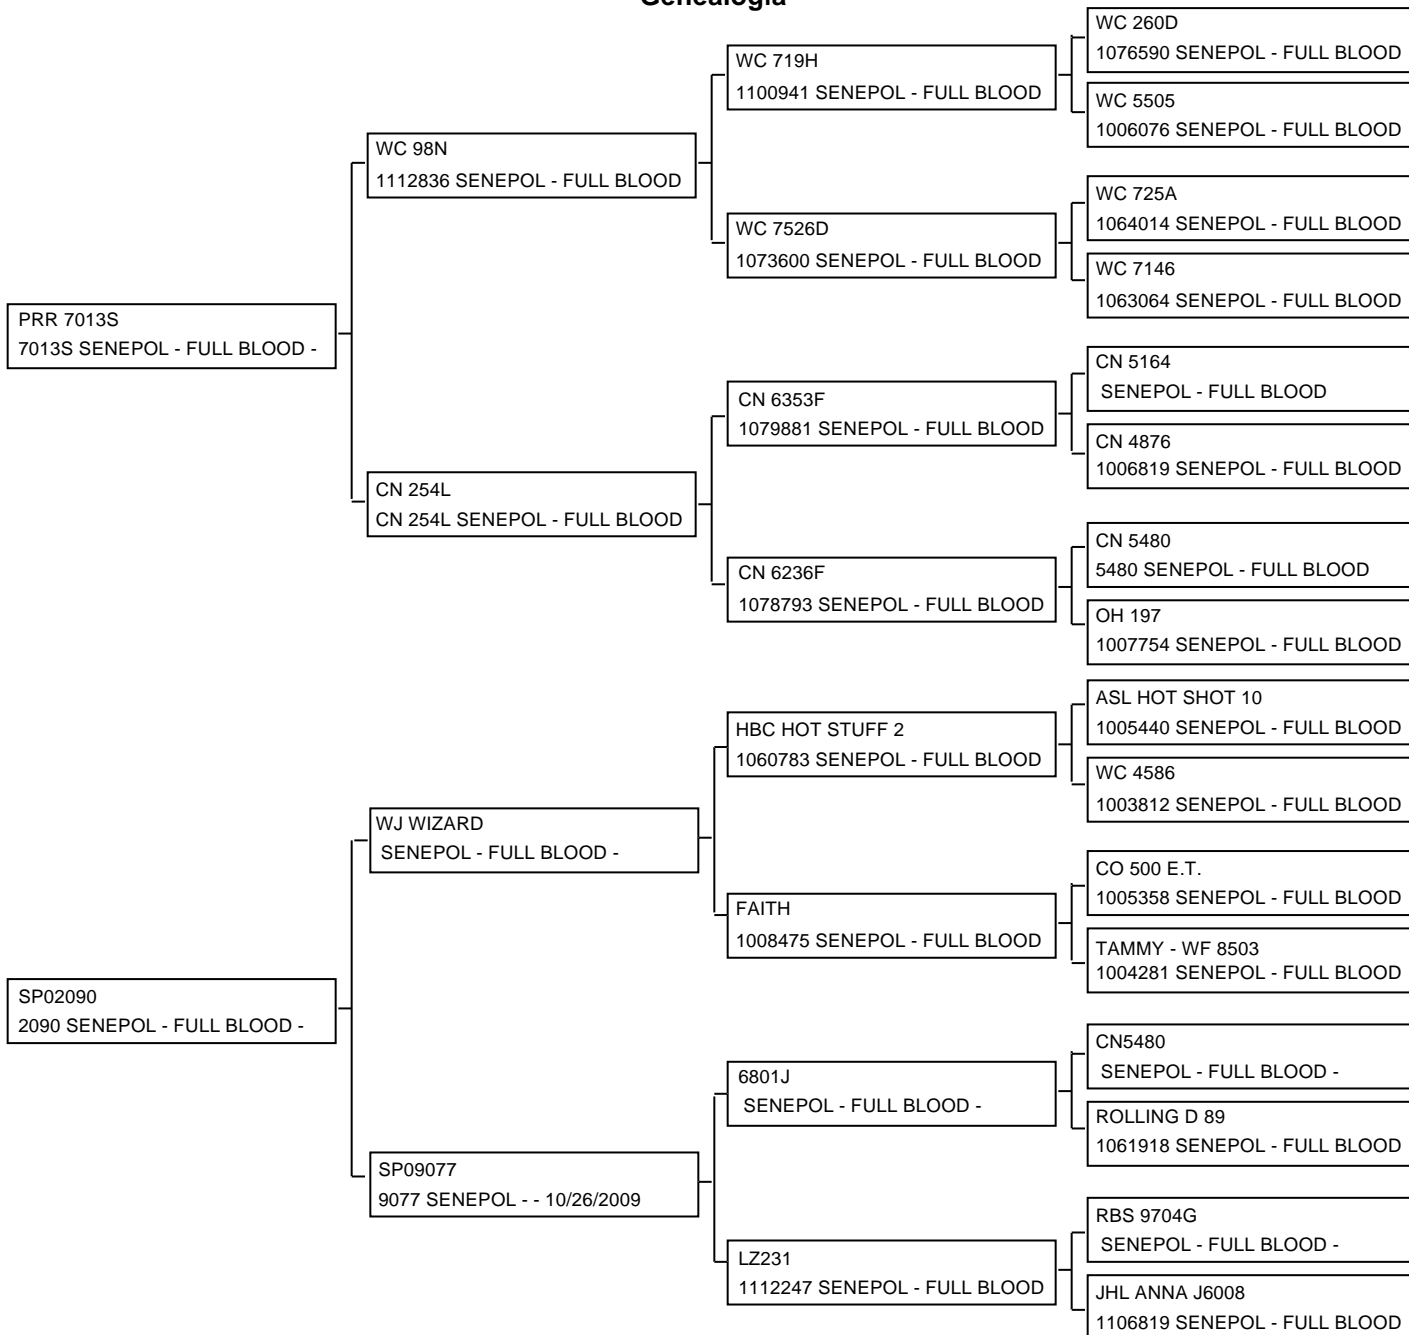 Genealogia
WC 260D
1076590 SENEPOL - FULL BLOOD
WC 719H
1100941 SENEPOL - FULL BLOOD
WC 5505
1006076 SENEPOL - FULL BLOOD
WC 98N
1112836 SENEPOL - FULL BLOOD
WC 725A
1064014 SENEPOL - FULL BLOOD
WC 7526D
1073600 SENEPOL - FULL BLOOD
WC 7146
1063064 SENEPOL - FULL BLOOD
PRR 7013S
7013S SENEPOL - FULL BLOOD -
CN 5164
SENEPOL - FULL BLOOD
CN 6353F
1079881 SENEPOL - FULL BLOOD
CN 4876
1006819 SENEPOL - FULL BLOOD
CN 254L
CN 254L SENEPOL - FULL BLOOD
CN 5480
5480 SENEPOL - FULL BLOOD
CN 6236F
1078793 SENEPOL - FULL BLOOD
OH 197
1007754 SENEPOL - FULL BLOOD
ASL HOT SHOT 10
1005440 SENEPOL - FULL BLOOD
HBC HOT STUFF 2
1060783 SENEPOL - FULL BLOOD
WC 4586
1003812 SENEPOL - FULL BLOOD
WJ WIZARD
SENEPOL - FULL BLOOD -
CO 500 E.T.
1005358 SENEPOL - FULL BLOOD
FAITH
1008475 SENEPOL - FULL BLOOD
TAMMY - WF 8503
1004281 SENEPOL - FULL BLOOD
SP02090
2090 SENEPOL - FULL BLOOD -
CN5480
SENEPOL - FULL BLOOD -
6801J
SENEPOL - FULL BLOOD -
ROLLING D 89
1061918 SENEPOL - FULL BLOOD
SP09077
9077 SENEPOL - - 10/26/2009
RBS 9704G
SENEPOL - FULL BLOOD -
LZ231
1112247 SENEPOL - FULL BLOOD
JHL ANNA J6008
1106819 SENEPOL - FULL BLOOD